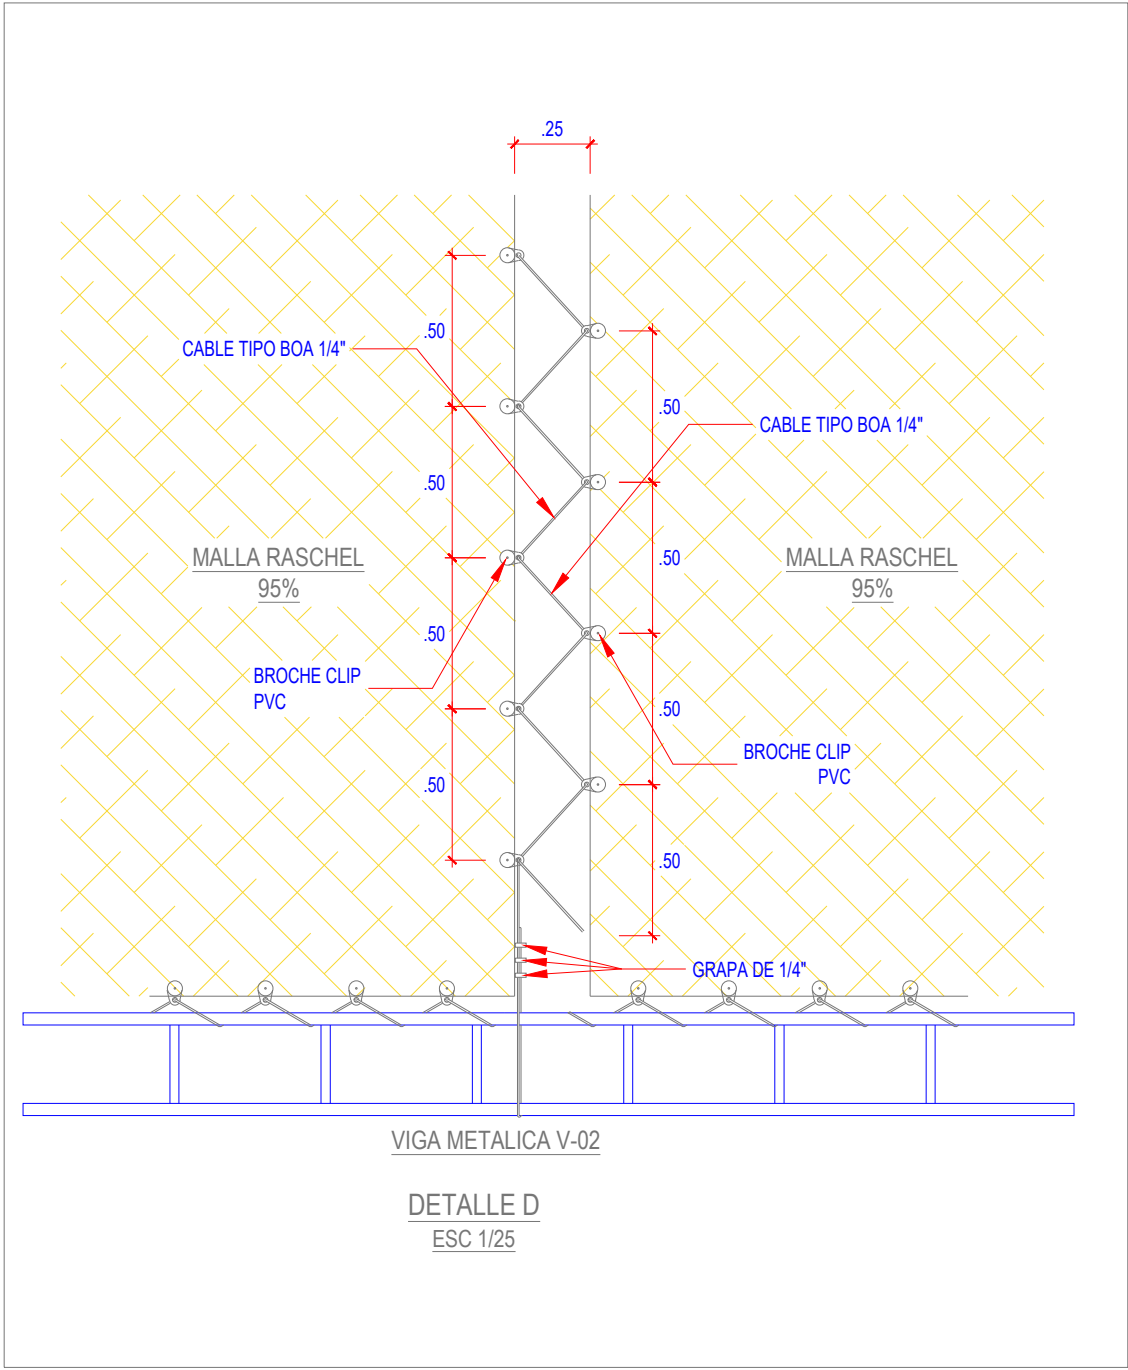 .25
.50
CABLE TIPO BOA 1/4"
.50
CABLE TIPO BOA 1/4"
.50
MALLA RASCHEL
95%
.50
MALLA RASCHEL
95%
.50
BROCHE CLIP
PVC
.50
BROCHE CLIP
PVC
.50
.50
GRAPA DE 1/4"
VIGA METALICA V-02
DETALLE D
ESC 1/25